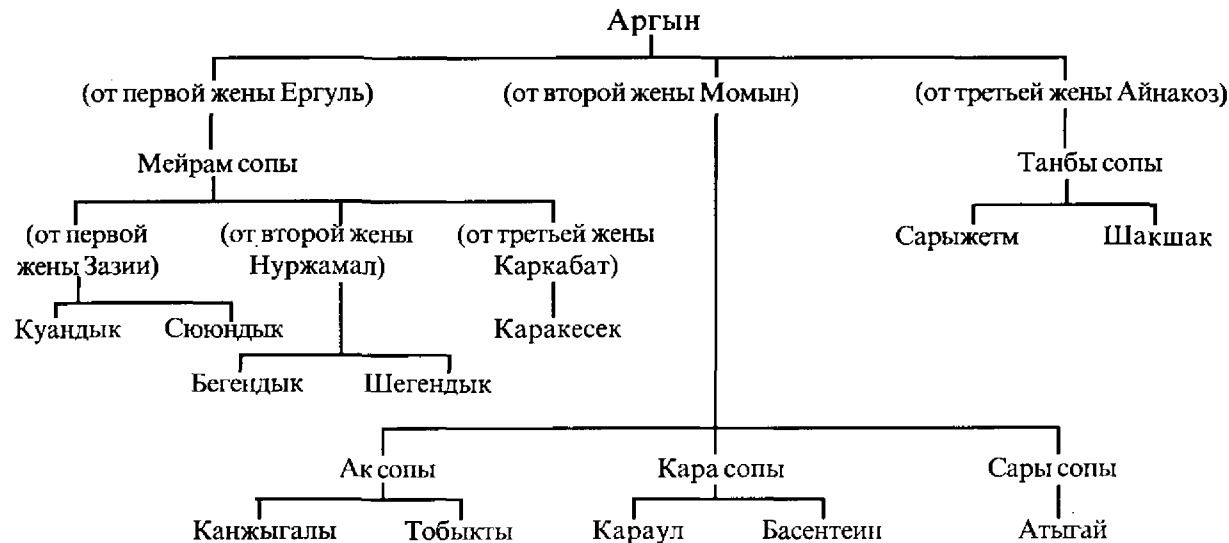 Аргын
(от первой жены Ергуль) (от второй жены Момын) (от третьей жены Айнакоз)
Мейрам сопы Танбы сопы
(от первой (от второй жены (от третьей жены Сарыжетм Шакшак
жены Зазии) Нуржамал) Каркабат)
Куандык Сююндык Каракесек
Бегендык Шегендык
Ак сопы Кара сопы Сары сопы
Канжыгалы Тобыкты Караул Басентеин Атыгай